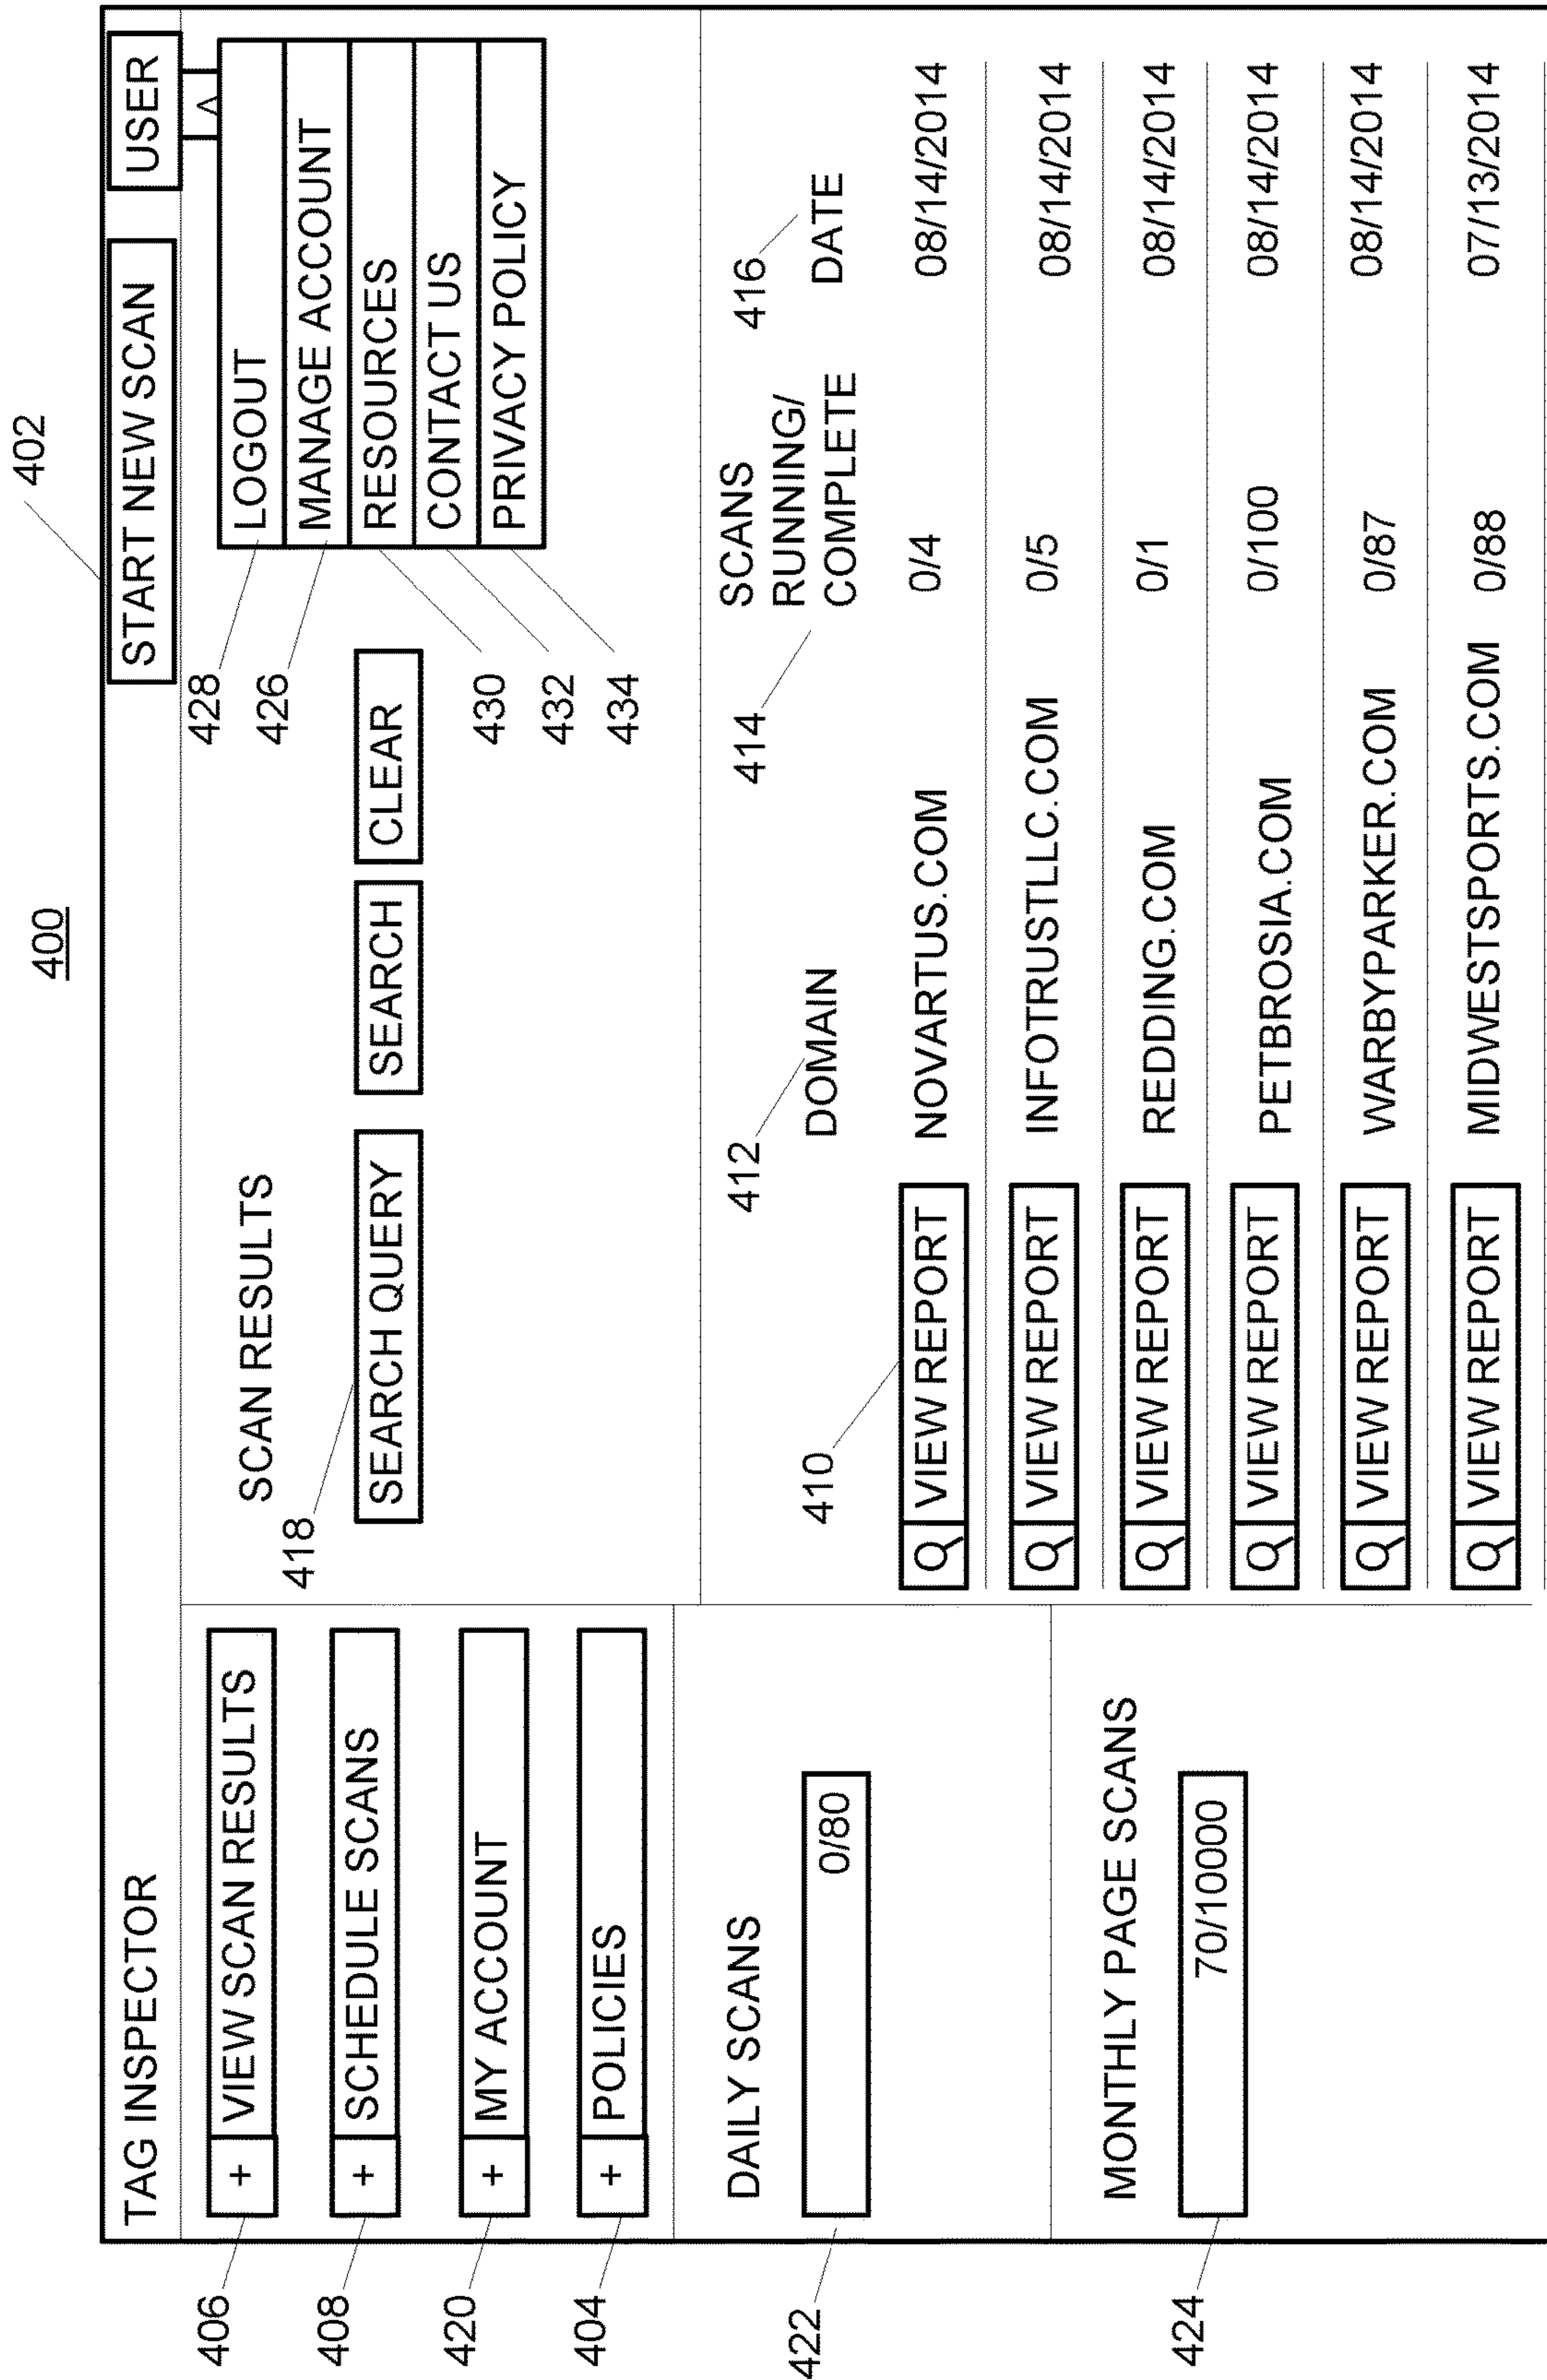 400
402
TAG INSPECTOR
START NEW SCAN
USER
^
406
+ VIEW SCAN RESULTS
408
+ SCHEDULE SCANS
420
+ MY ACCOUNT
404
+ POLICIES
422
DAILY SCANS
0/80
424
MONTHLY PAGE SCANS
70/10000
SCAN RESULTS
418
SEARCH QUERY
SEARCH
CLEAR
428
LOGOUT
426
MANAGE ACCOUNT
430
RESOURCES
432
CONTACT US
434
PRIVACY POLICY
410
412
DOMAIN
414
SCANS
RUNNING/
COMPLETE
416
DATE
VIEW REPORT NOVARTUS.COM 0/4 08/14/2014
VIEW REPORT INFOTRUSTLLC.COM 0/5 08/14/2014
VIEW REPORT REDDING.COM 0/1 08/14/2014
VIEW REPORT PETBROSIA.COM 0/100 08/14/2014
VIEW REPORT WARBYPARKER.COM 0/87 08/14/2014
VIEW REPORT MIDWESTSPORTS.COM 0/88 07/13/2014